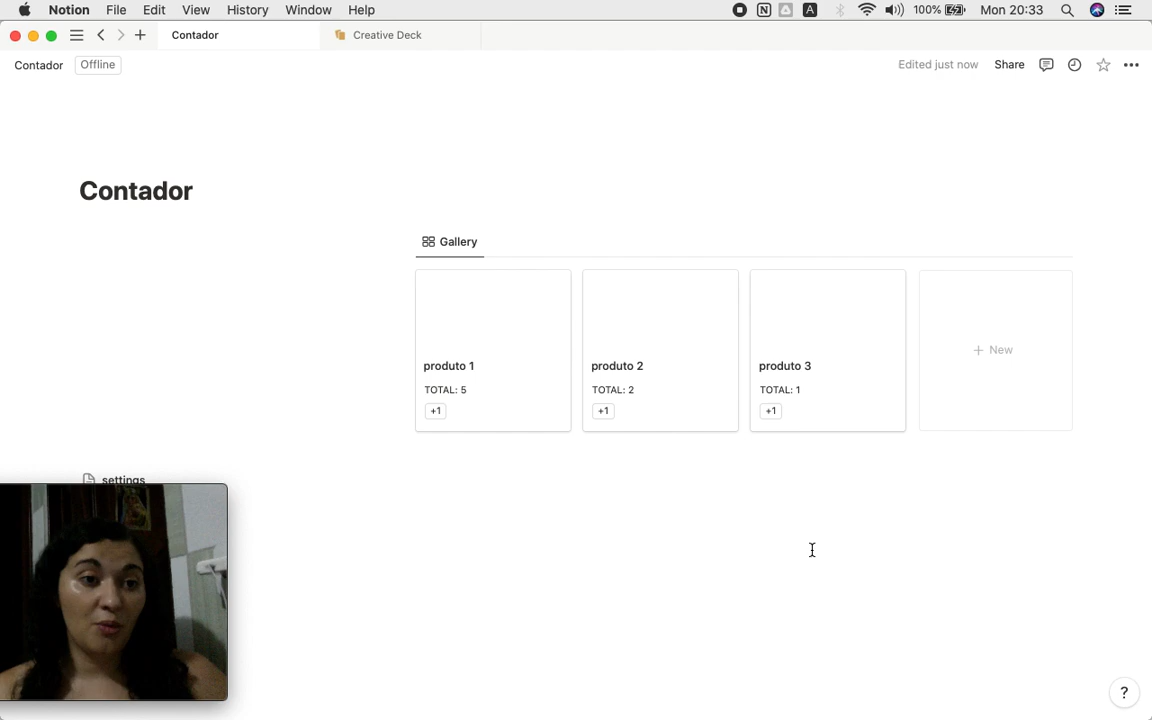 Notion File Edit View History Window Help
N A 100% Mon 20:33
Contador Creative Deck
Contador Offline
Edited just now Share
Contador
Gallery
produto 1
TOTAL: 5
+1
produto 2
TOTAL: 2
+1
produto 3
TOTAL: 1
+1
+ New
settings
?